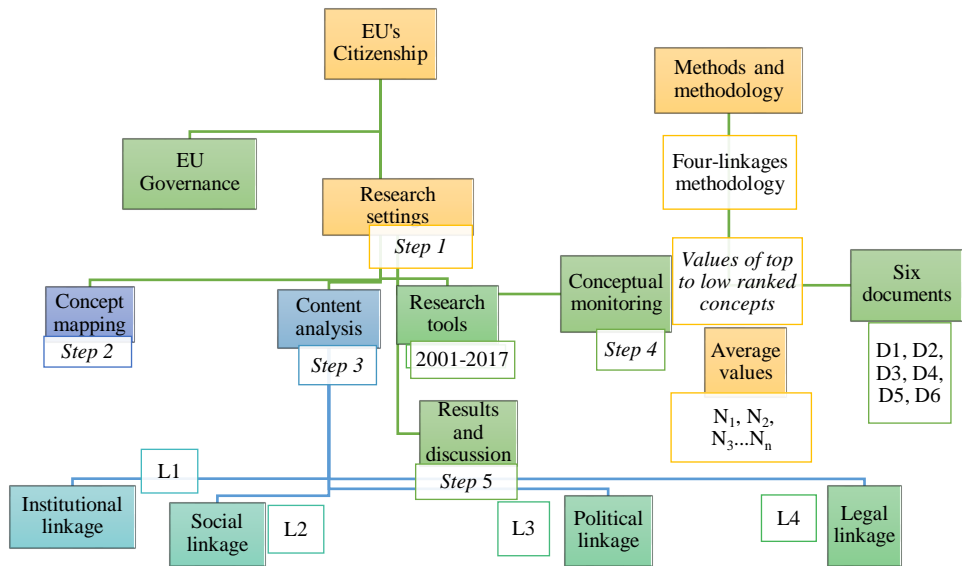 EU's
Citizenship
Methods and
methodology
EU
Governance
Four-linkages
methodology
Research
settings
Step 1
Concept
mapping
Step 2
Content
analysis
Step 3
Research
tools
2001-2017
Conceptual
monitoring
Step 4
Values of top
to low ranked
concepts
Six
documents
D1, D2,
D3, D4,
D5, D6
Average
values
N₁, N₂,
N₃...Nₙ
Results and
discussion
Step 5
L1
Institutional
linkage
Social
linkage
L2
L3
Political
linkage
L4
Legal
linkage